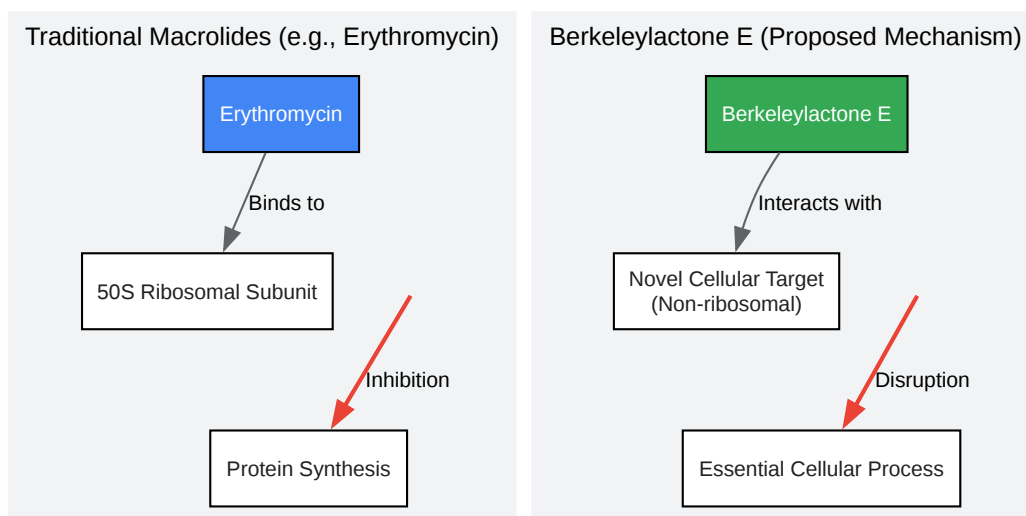 Traditional Macrolides (e.g., Erythromycin)
Erythromycin
Binds to
50S Ribosomal Subunit
Inhibition
Protein Synthesis
Berkeleylactone E (Proposed Mechanism)
Berkeleylactone E
Interacts with
Novel Cellular Target
(Non-ribosomal)
Disruption
Essential Cellular Process